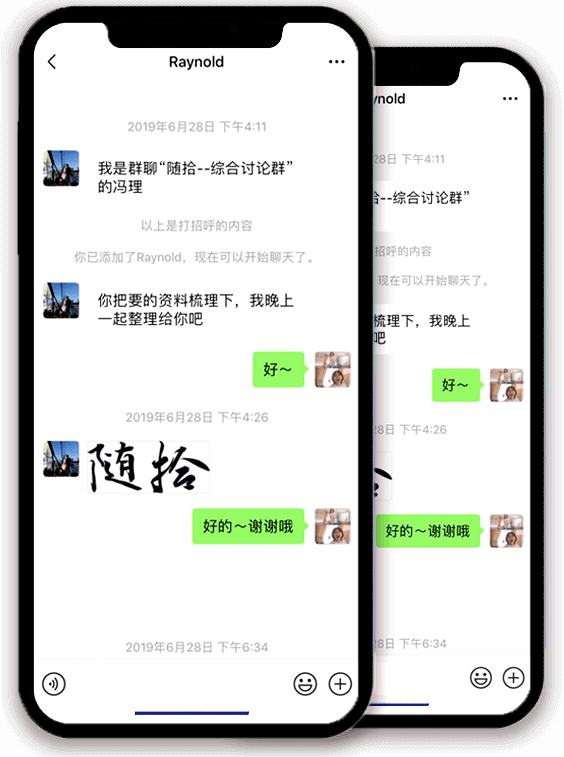 Raynold
2019年6月28日 下午4:11
我是群聊“随拾--综合讨论群”
的冯理
以上是打招呼的内容
你已添加了Raynold，现在可以开始聊天了。
你把要的资料梳理下，我晚上
一起整理给你吧
好～
2019年6月28日 下午4:26
随拾
好的～谢谢哦
2019年6月28日 下午6:34
ynold
28日 下午4:11
--综合讨论群”
招呼的内容
现在可以开始聊天了。
梳理下，我晚上
吧
好～
28日 下午4:26
好的～谢谢哦
28日 下午6:34